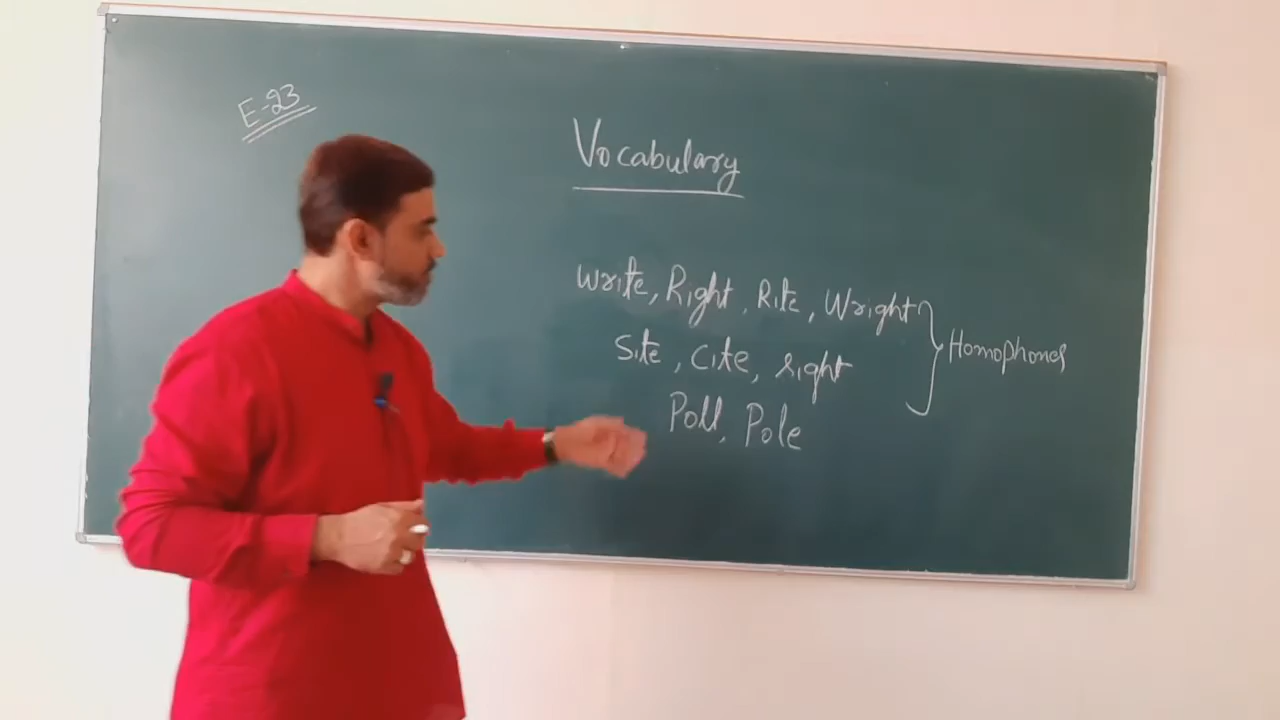 E-23
Vocabulary
Write, Right, Rite, Wright
Site, Cite, sight
Poll, Pole
Homophones